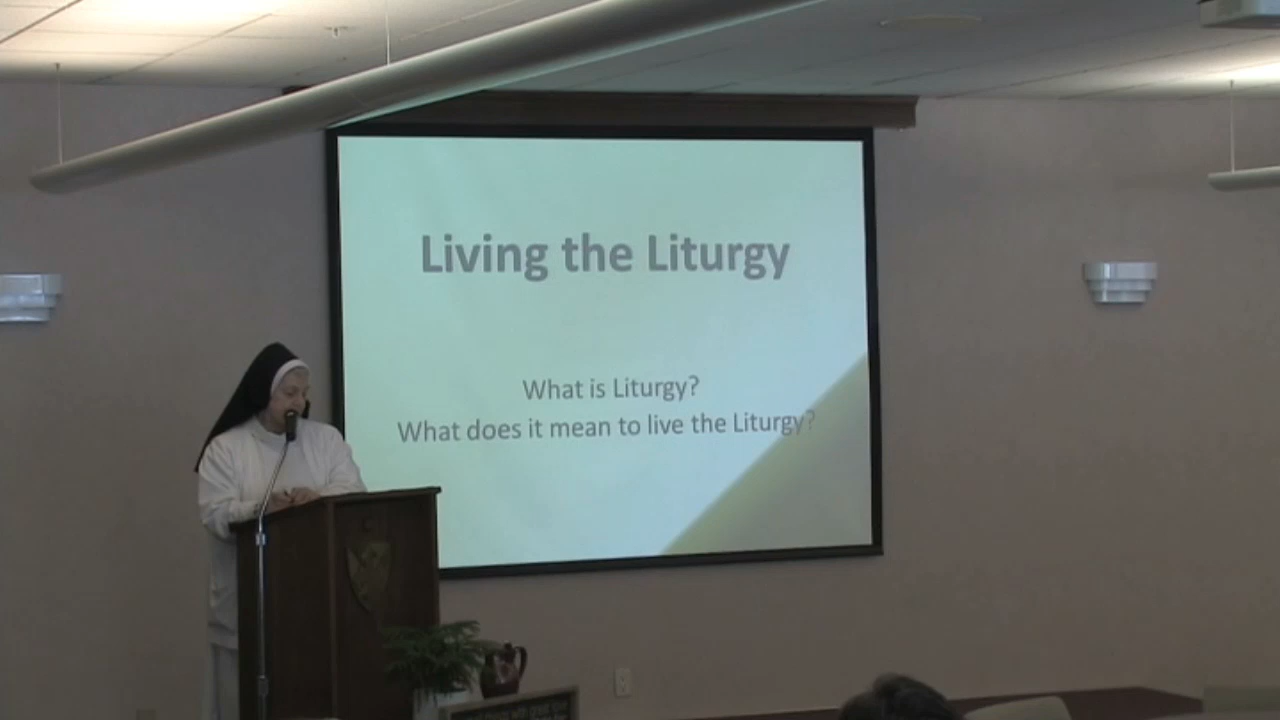 Living the Liturgy
What is Liturgy?
What does it mean to live the Liturgy?